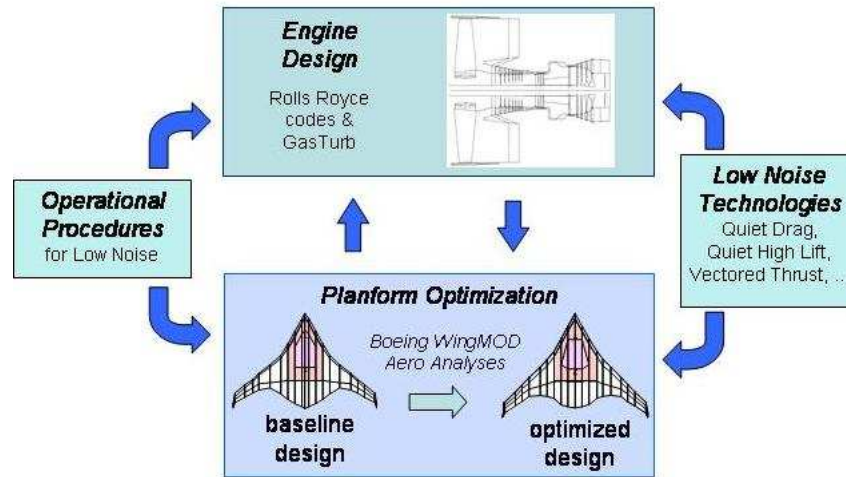 Engine
Design
Rolls Royce
codes &
GasTurb
Operational
Procedures
for Low Noise
Low Noise
Technologies
Quiet Drag,
Quiet High Lift,
Vectored Thrust, ...
Planform Optimization
Boeing WingMOD
Aero Analyses
baseline
design
optimized
design